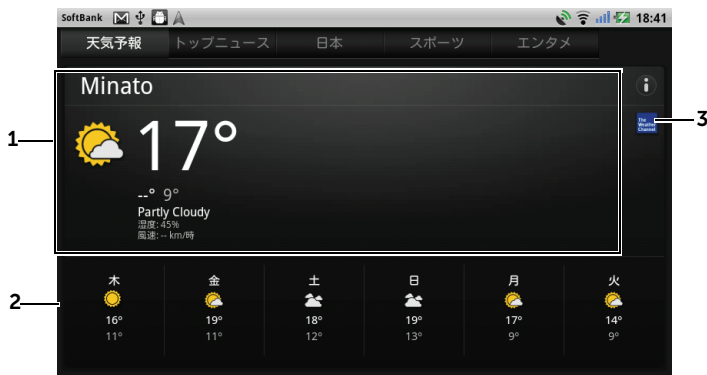 SoftBank 18:41
天気予報 トップニュース 日本 スポーツ エンタメ
Minato
The Weather Channel
17°
--° 9°
Partly Cloudy
湿度: 45%
風速: -- km/時
木 金 土 日 月 火
16° 19° 18° 19° 17° 14°
11° 11° 12° 13° 9° 9°
1
2
3